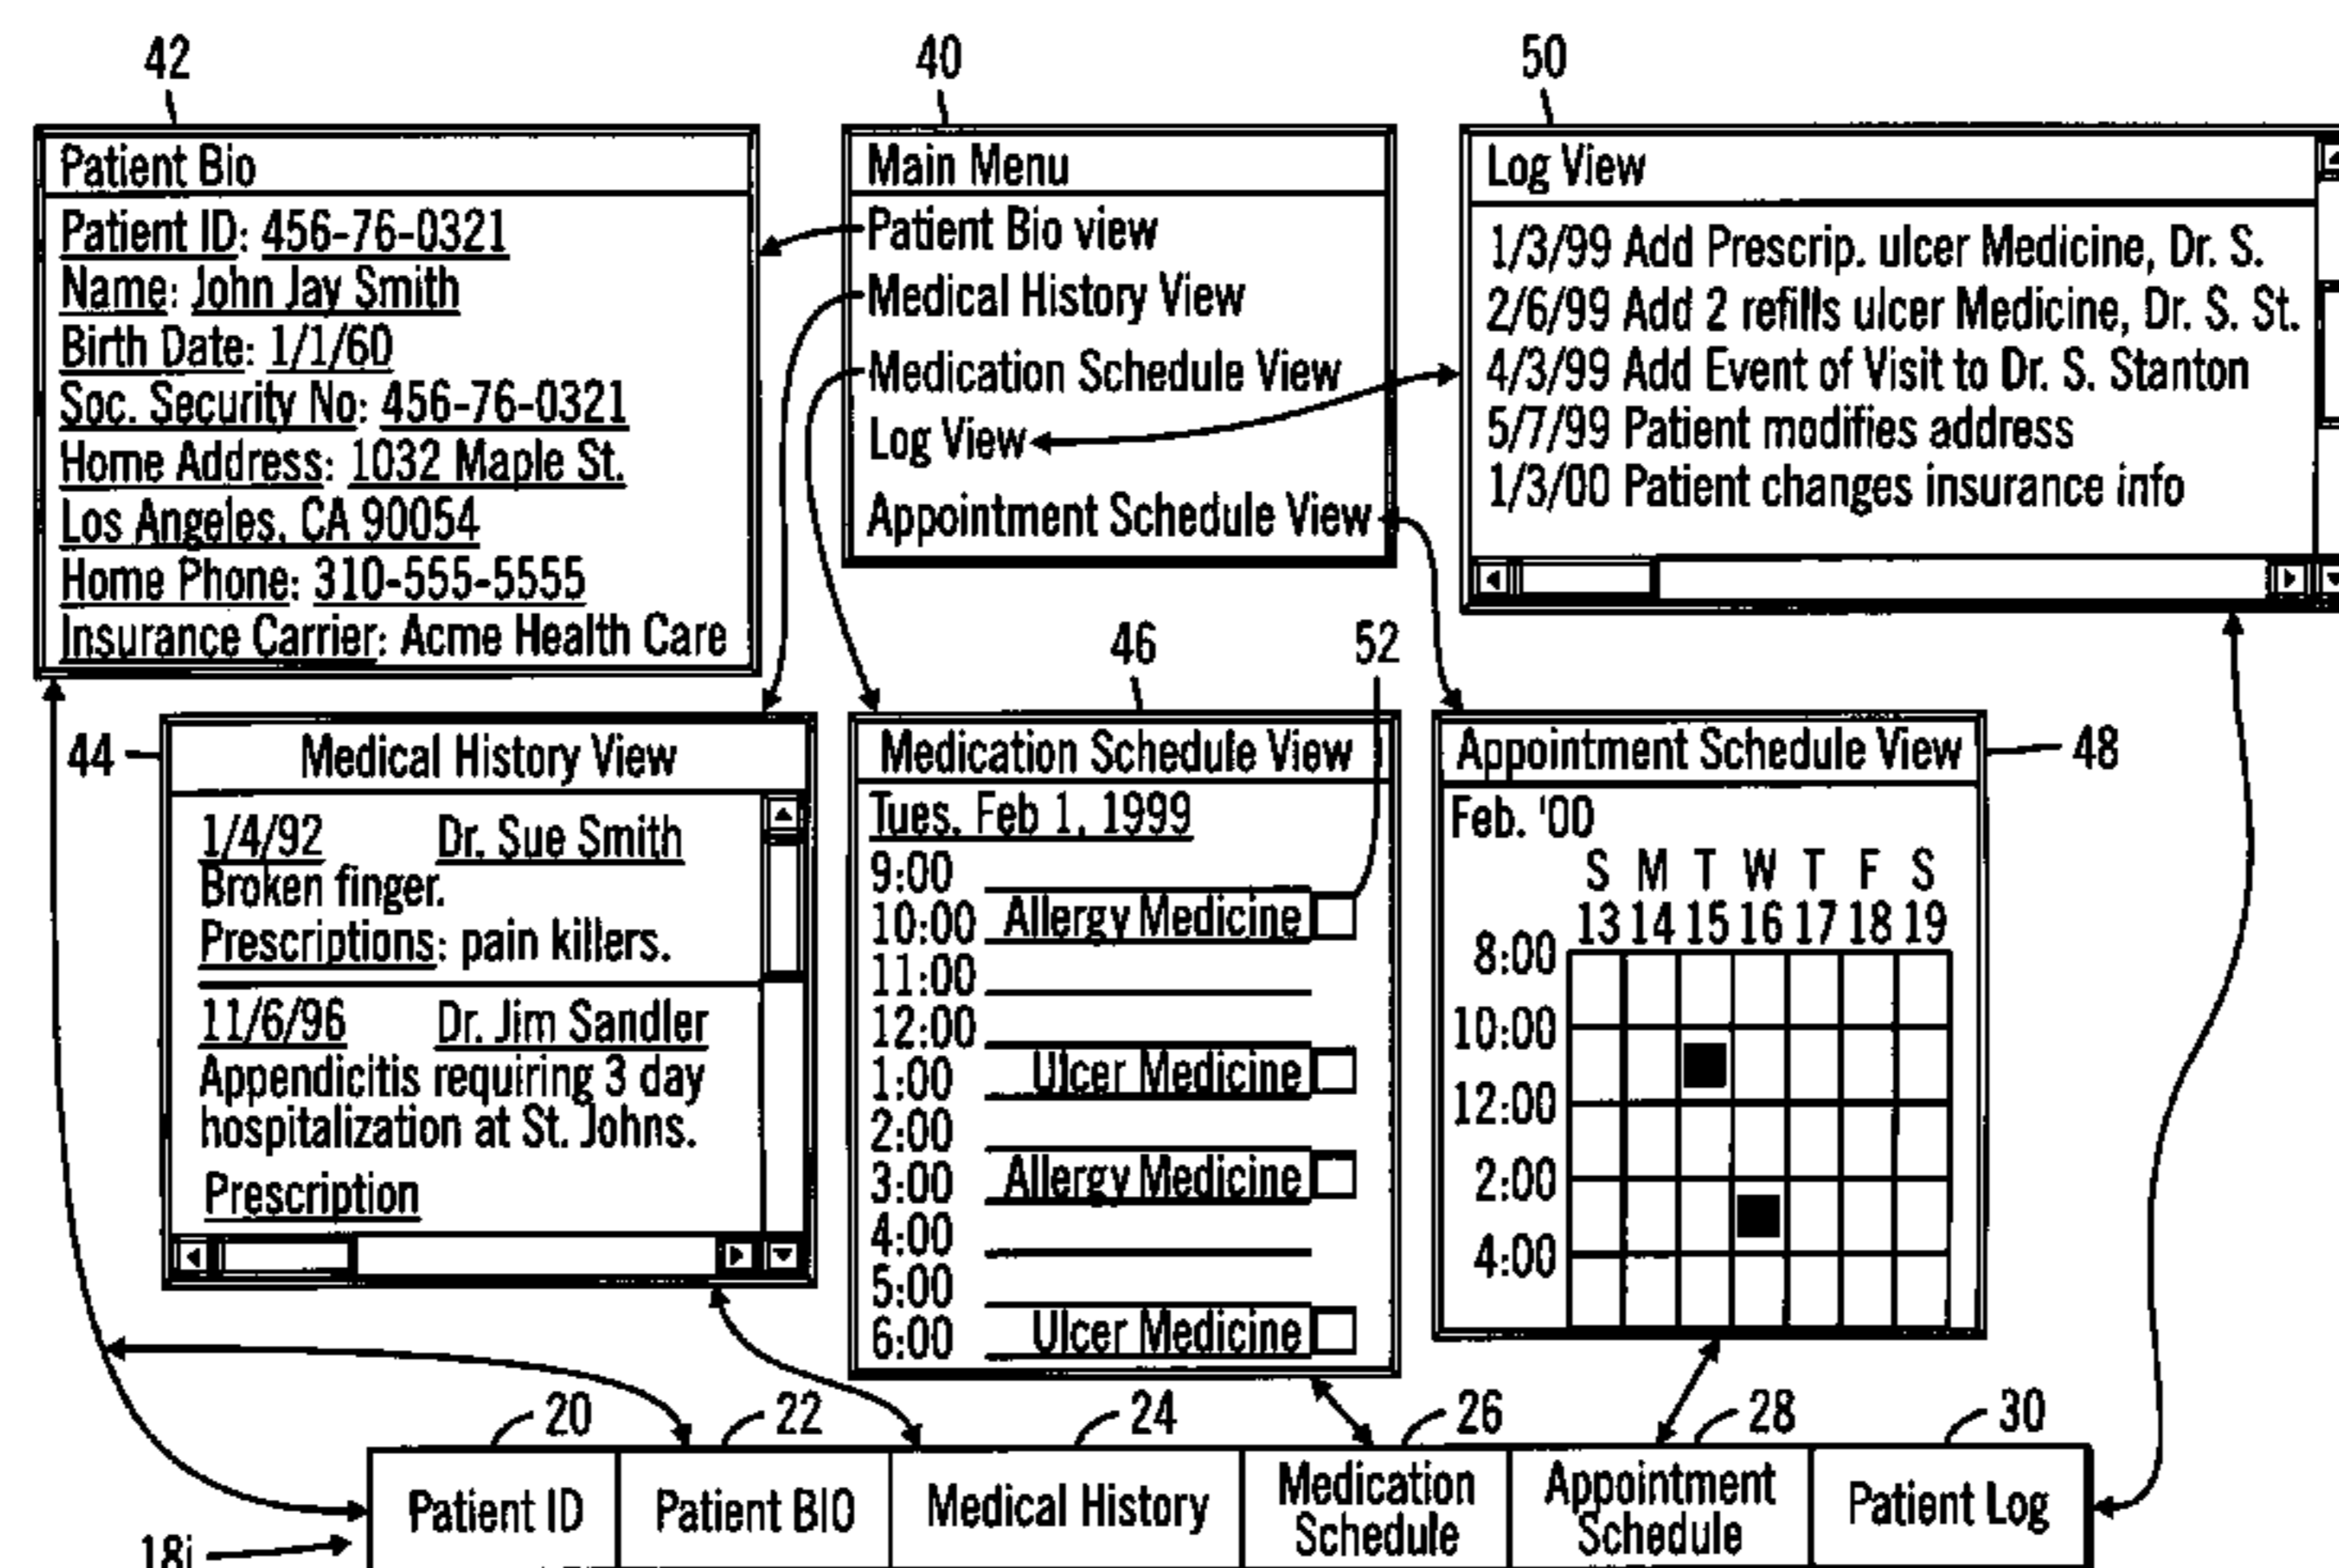 42
40
50
Patient Bio
Patient ID: 456-76-0321
Name: John Jay Smith
Birth Date: 1/1/60
Soc. Security No: 456-76-0321
Home Address: 1032 Maple St.
Los Angeles, CA 90054
Home Phone: 310-555-5555
Insurance Carrier: Acme Health Care
Main Menu
Patient Bio view
Medical History View
Medication Schedule View
Log View
Appointment Schedule View
Log View
1/3/99 Add Prescrip. ulcer Medicine, Dr. S.
2/6/99 Add 2 refills ulcer Medicine, Dr. S. St.
4/3/99 Add Event of Visit to Dr. S. Stanton
5/7/99 Patient modifies address
1/3/00 Patient changes insurance info
44
Medical History View
1/4/92 Dr. Sue Smith
Broken finger.
Prescriptions: pain killers.
11/6/96 Dr. Jim Sandler
Appendicitis requiring 3 day
hospitalization at St. Johns.
Prescription
46
52
Medication Schedule View
Tues. Feb 1, 1999
9:00
10:00 Allergy Medicine
11:00
12:00
1:00 Ulcer Medicine
2:00
3:00 Allergy Medicine
4:00
5:00
6:00 Ulcer Medicine
48
Appointment Schedule View
Feb. '00
S M T W T F S
13 14 15 16 17 18 19
8:00
10:00
12:00
2:00
4:00
20
22
24
26
28
30
18i
Patient ID
Patient BIO
Medical History
Medication
Schedule
Appointment
Schedule
Patient Log